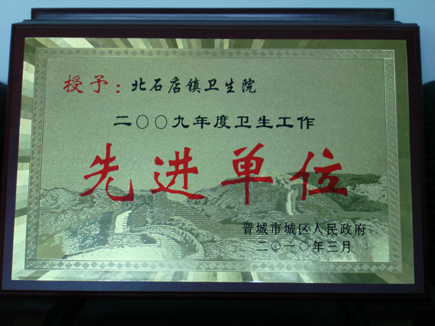 授予：北石店镇卫生院
二〇〇九年度卫生工作
先进单位
晋城市城区人民政府
二〇一〇年三月